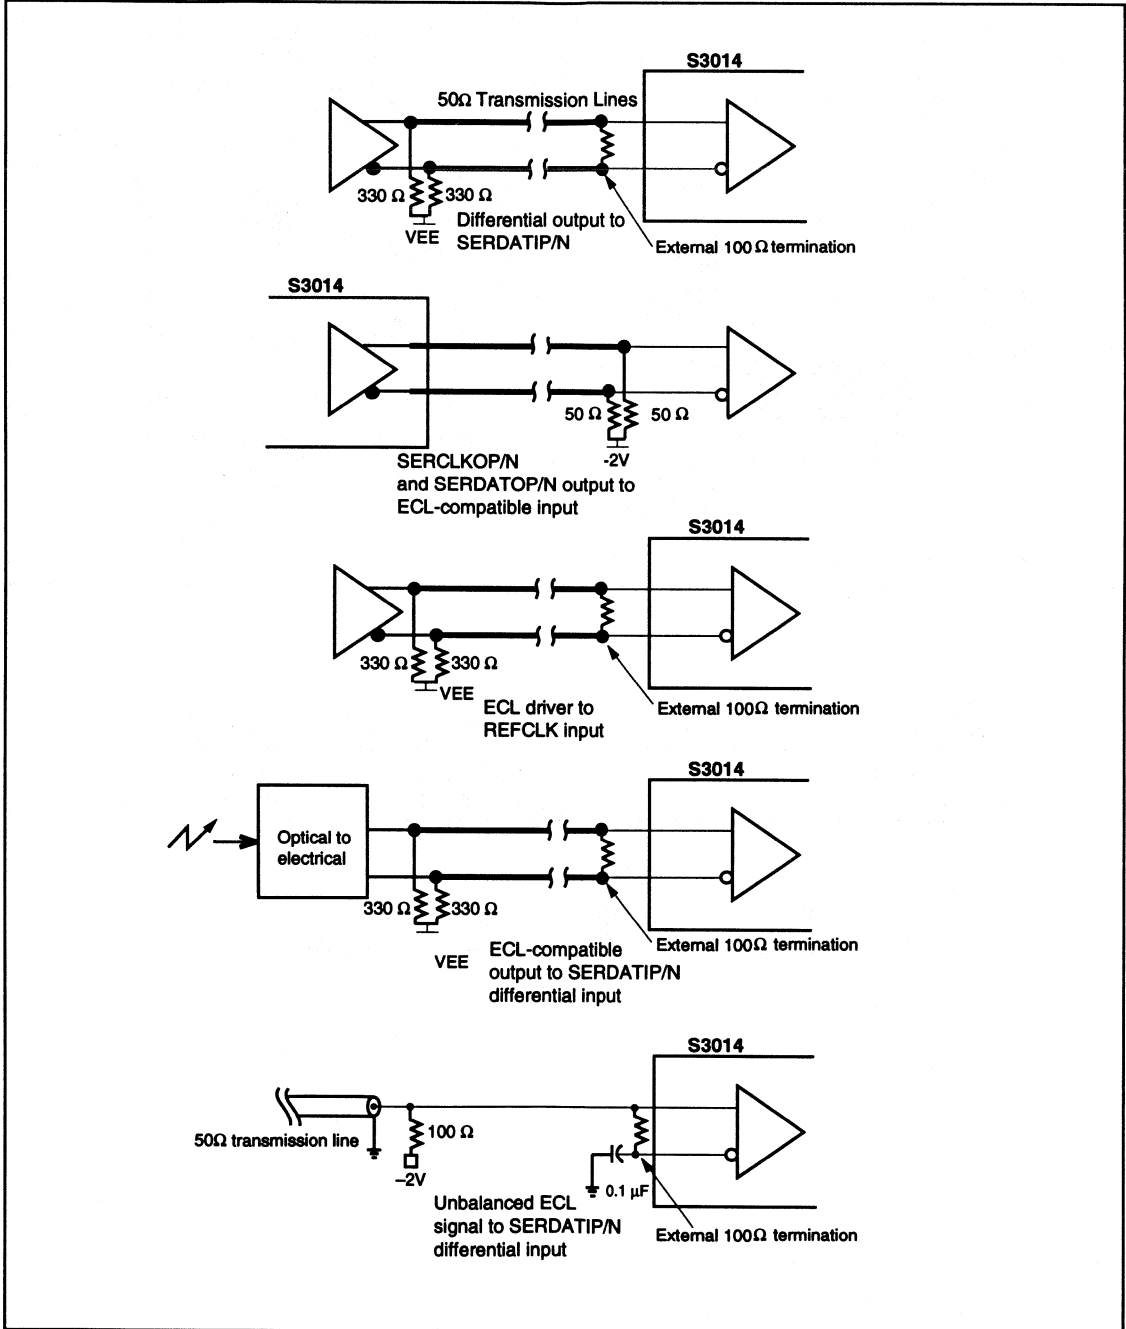 S3014
50Ω Transmission Lines
330 Ω
330 Ω
VEE
Differential output to
SERDATIP/N
External 100 Ω termination
S3014
50 Ω
50 Ω
-2V
SERCLKOP/N
and SERDATOP/N output to
ECL-compatible input
S3014
330 Ω
330 Ω
VEE
ECL driver to
REFCLK input
External 100Ω termination
S3014
Optical to
electrical
330 Ω
330 Ω
VEE
ECL-compatible
output to SERDATIP/N
differential input
External 100Ω termination
S3014
50Ω transmission line
100 Ω
–2V
0.1 µF
Unbalanced ECL
signal to SERDATIP/N
differential input
External 100Ω termination